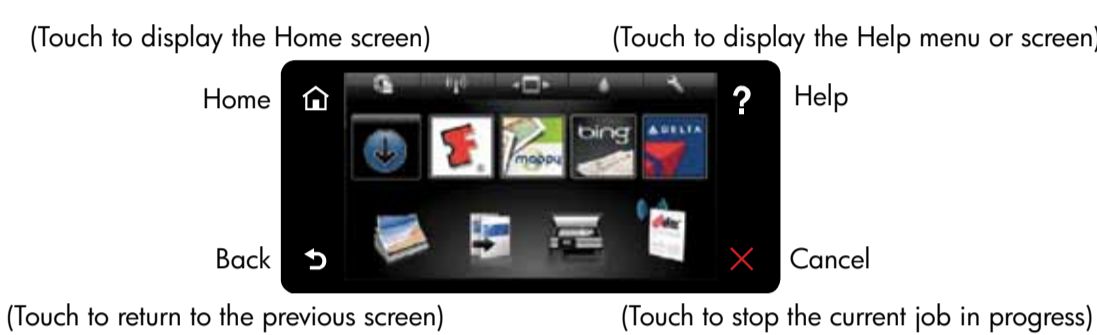 (Touch to display the Home screen)
(Touch to display the Help menu or screen)
Home
?
Help
mappy
bing
DELTA
Back
Cancel
(Touch to return to the previous screen)
(Touch to stop the current job in progress)